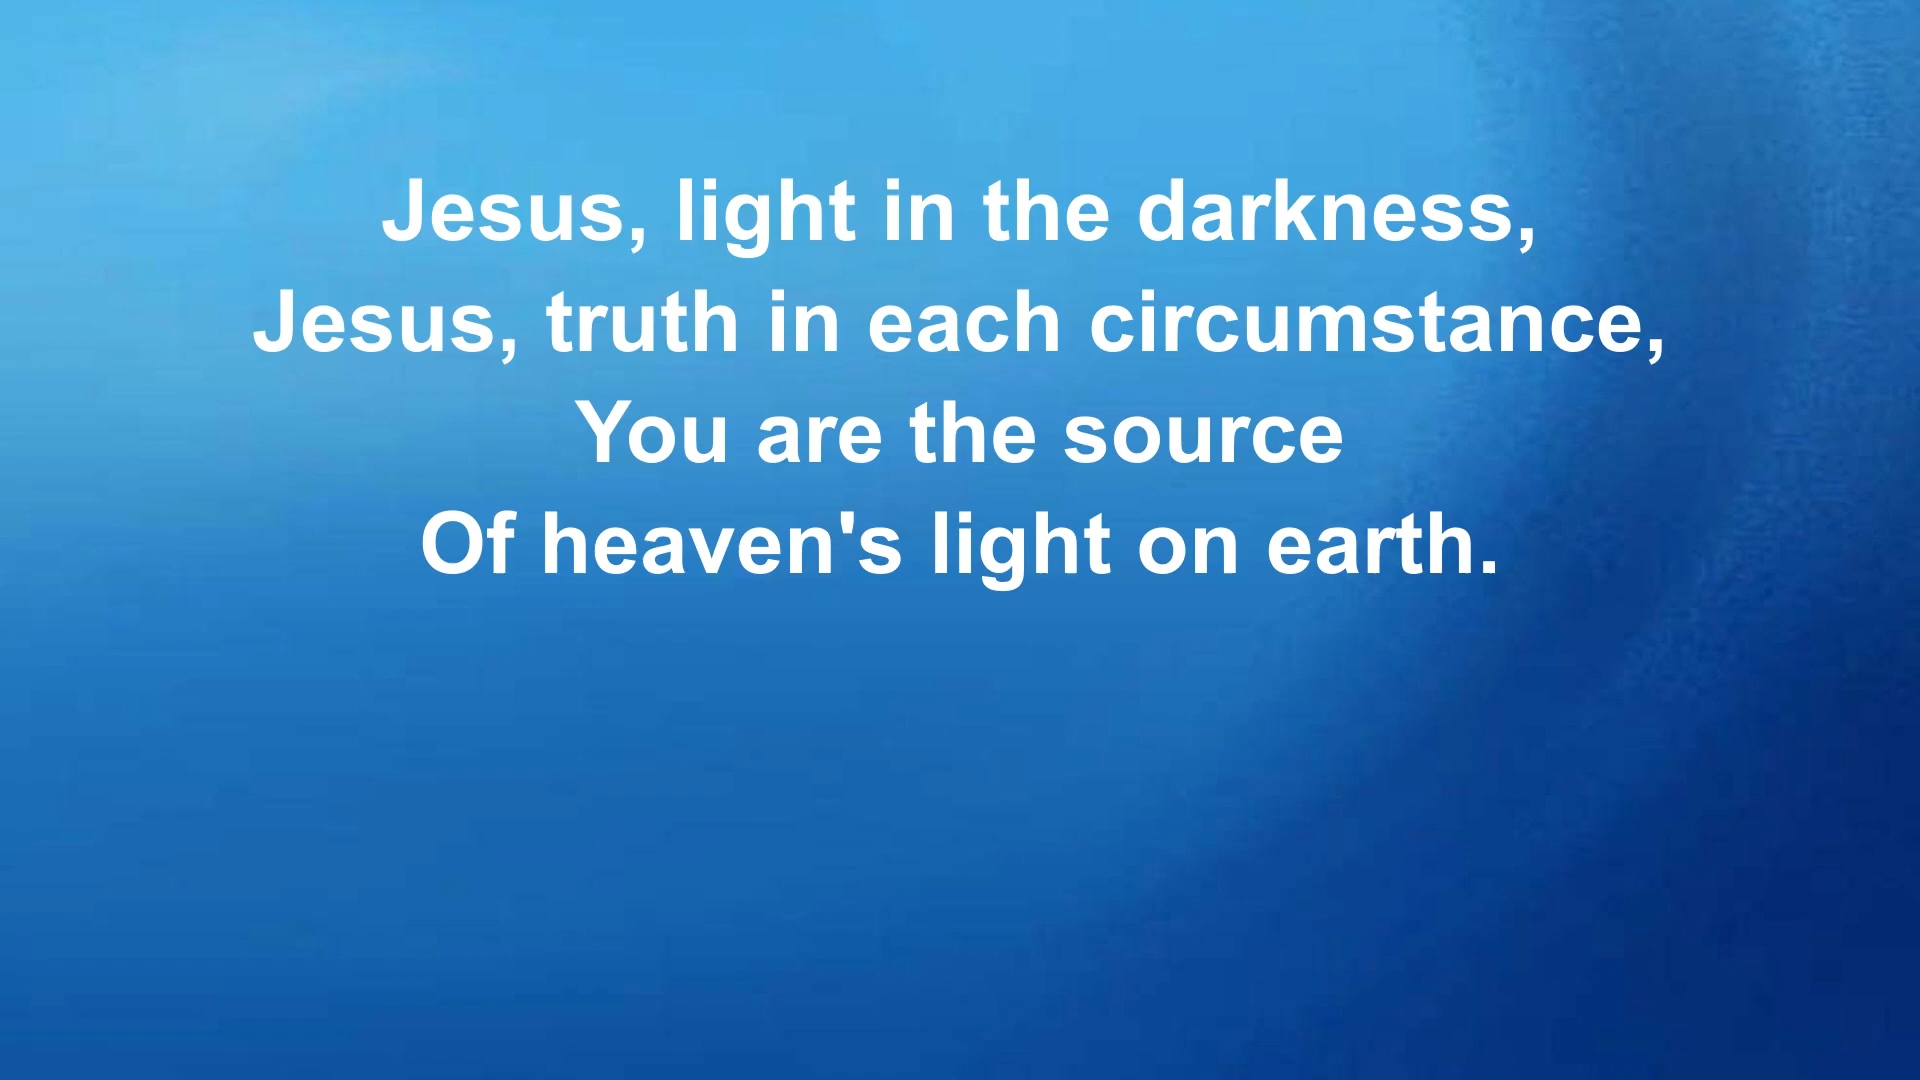 Jesus, light in the darkness,
Jesus, truth in each circumstance,
You are the source
Of heaven's light on earth.